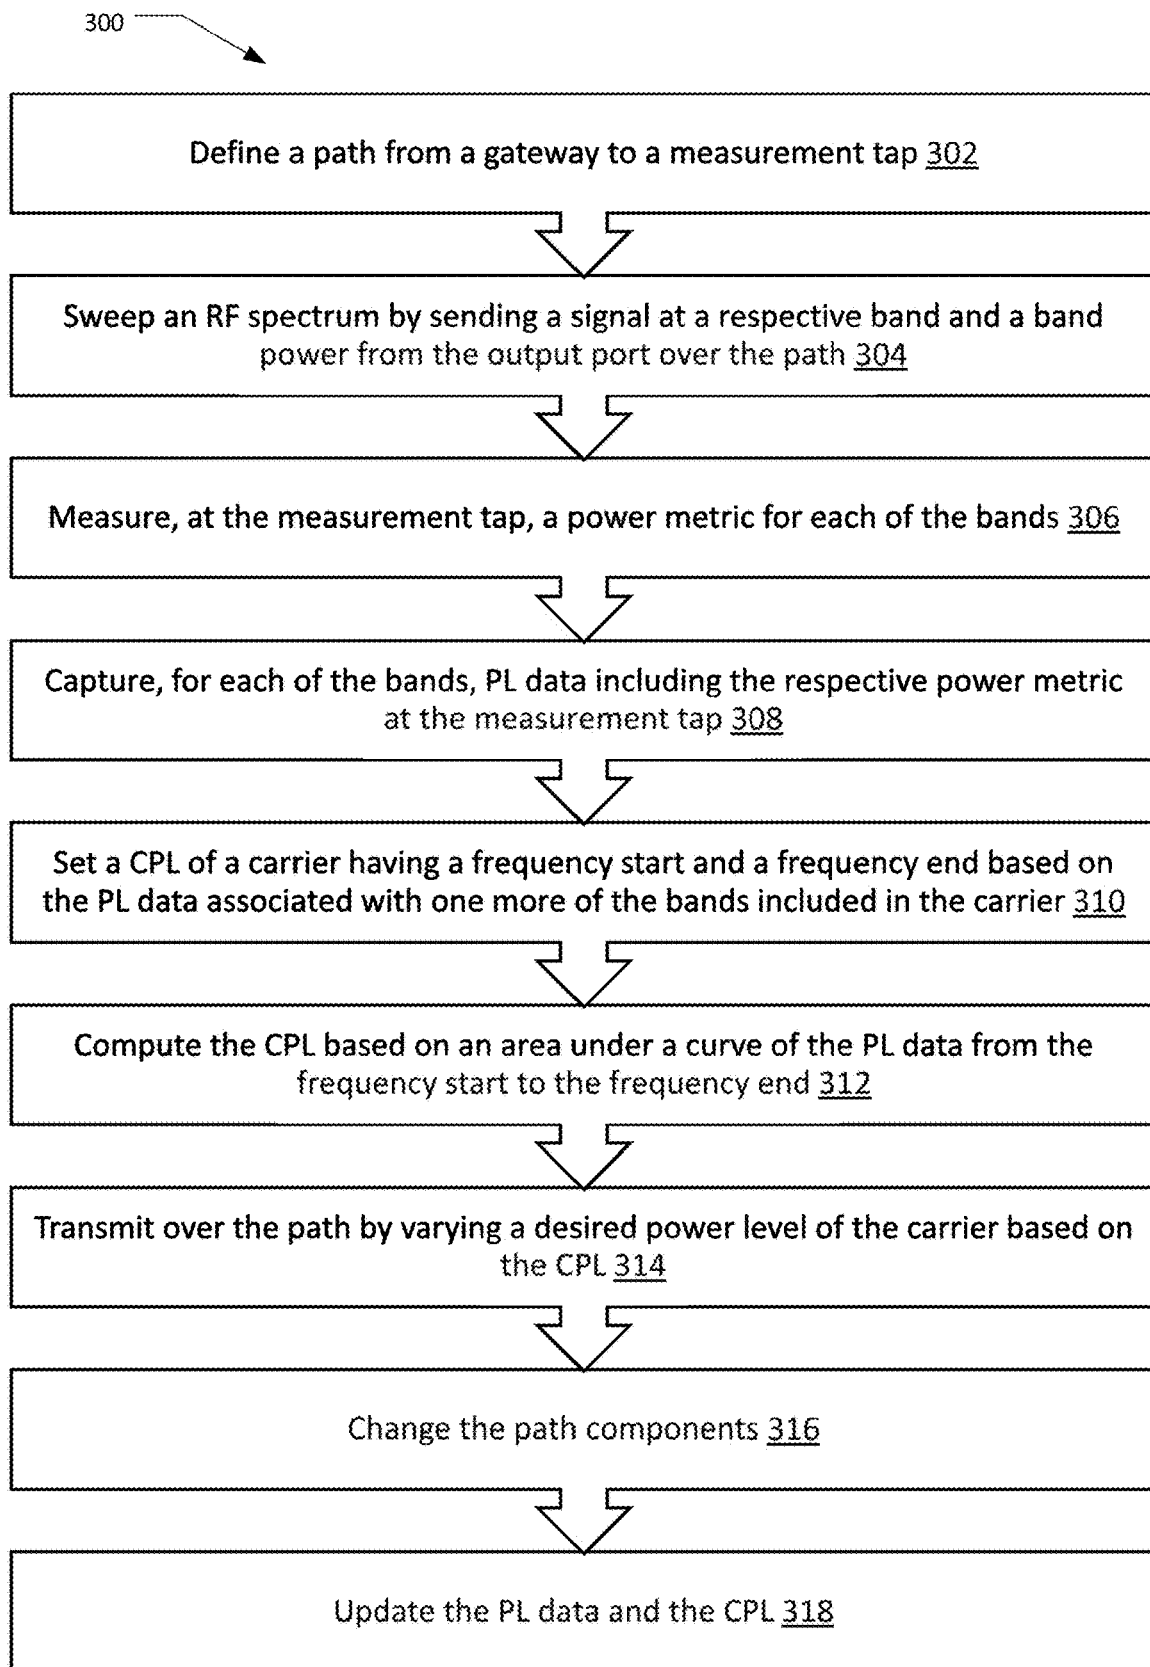 300
Define a path from a gateway to a measurement tap 302
Sweep an RF spectrum by sending a signal at a respective band and a band
power from the output port over the path 304
Measure, at the measurement tap, a power metric for each of the bands 306
Capture, for each of the bands, PL data including the respective power metric
at the measurement tap 308
Set a CPL of a carrier having a frequency start and a frequency end based on
the PL data associated with one more of the bands included in the carrier 310
Compute the CPL based on an area under a curve of the PL data from the
frequency start to the frequency end 312
Transmit over the path by varying a desired power level of the carrier based on
the CPL 314
Change the path components 316
Update the PL data and the CPL 318